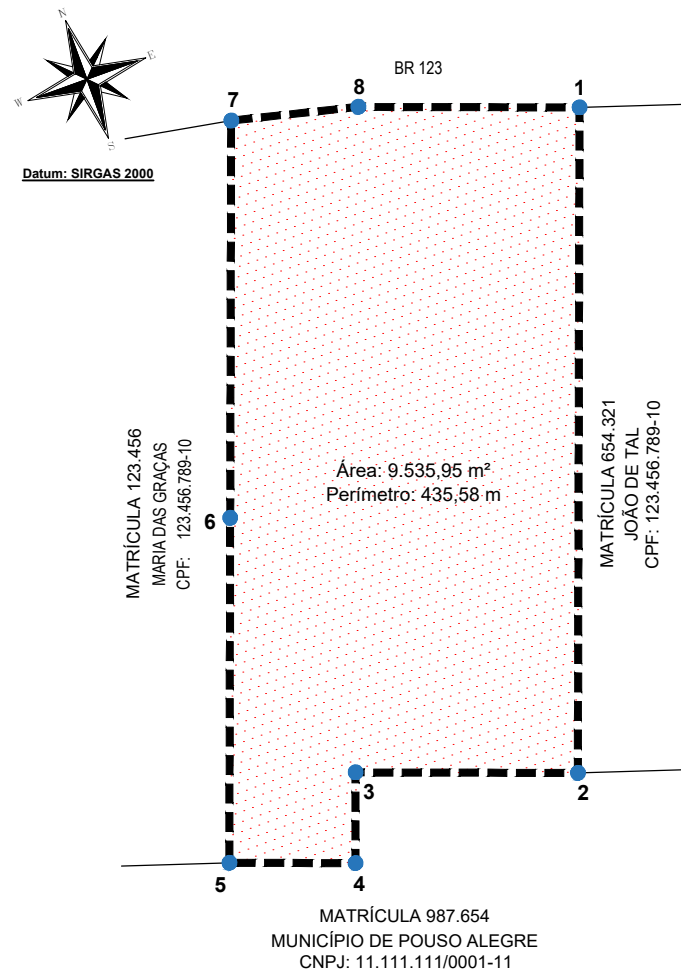 N
E
W
S
Datum: SIRGAS 2000
BR 123
7
8
1
MATRÍCULA 123.456
MARIA DAS GRAÇAS
CPF: 123.456.789-10
6
Área: 9.535,95 m²
Perímetro: 435,58 m
MATRÍCULA 654.321
JOÃO DE TAL
CPF: 123.456.789-10
3
2
5
4
MATRÍCULA 987.654
MUNICÍPIO DE POUSO ALEGRE
CNPJ: 11.111.111/0001-11